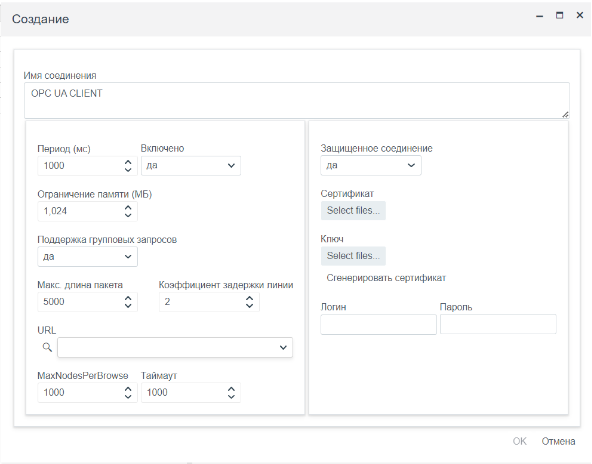 Создание
Имя соединения
OPC UA CLIENT
Период (мс) Включено
1000 да
Ограничение памяти (МБ)
1,024
Поддержка групповых запросов
да
Макс. длина пакета Коэффициент задержки линии
5000 2
URL
MaxNodesPerBrowse Таймаут
1000 1000
Защищенное соединение
да
Сертификат
Select files...
Ключ
Select files...
Сгенерировать сертификат
Логин Пароль
OK Отмена